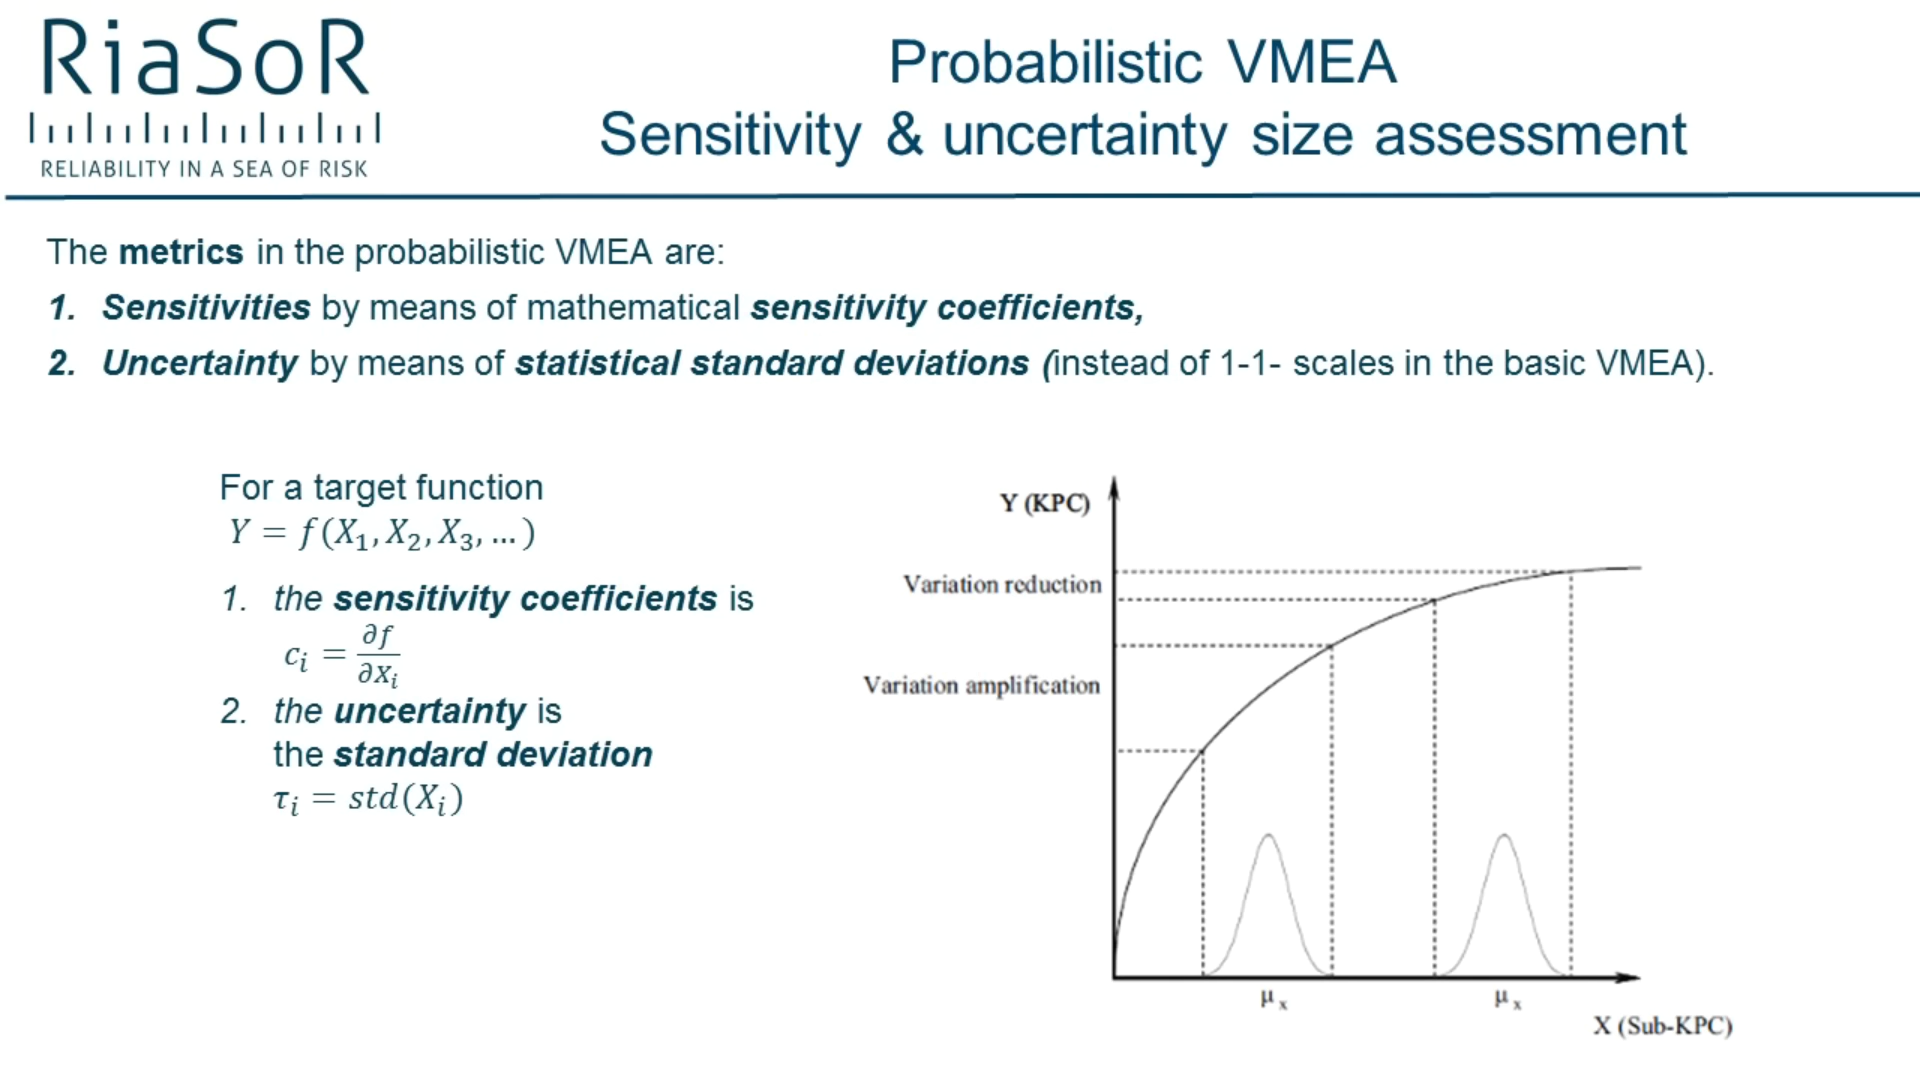 RiaSoR
RELIABILITY IN A SEA OF RISK
Probabilistic VMEA
Sensitivity & uncertainty size assessment
The metrics in the probabilistic VMEA are:
1. Sensitivities by means of mathematical sensitivity coefficients,
2. Uncertainty by means of statistical standard deviations (instead of 1-1- scales in the basic VMEA).
For a target function
Y = f(X₁, X₂, X₃, …)
1. the sensitivity coefficients is
cᵢ = ∂f/∂xᵢ
2. the uncertainty is
the standard deviation
τᵢ = std(Xᵢ)
Y (KPC)
Variation reduction
Variation amplification
μ x
μ x
X (Sub-KPC)